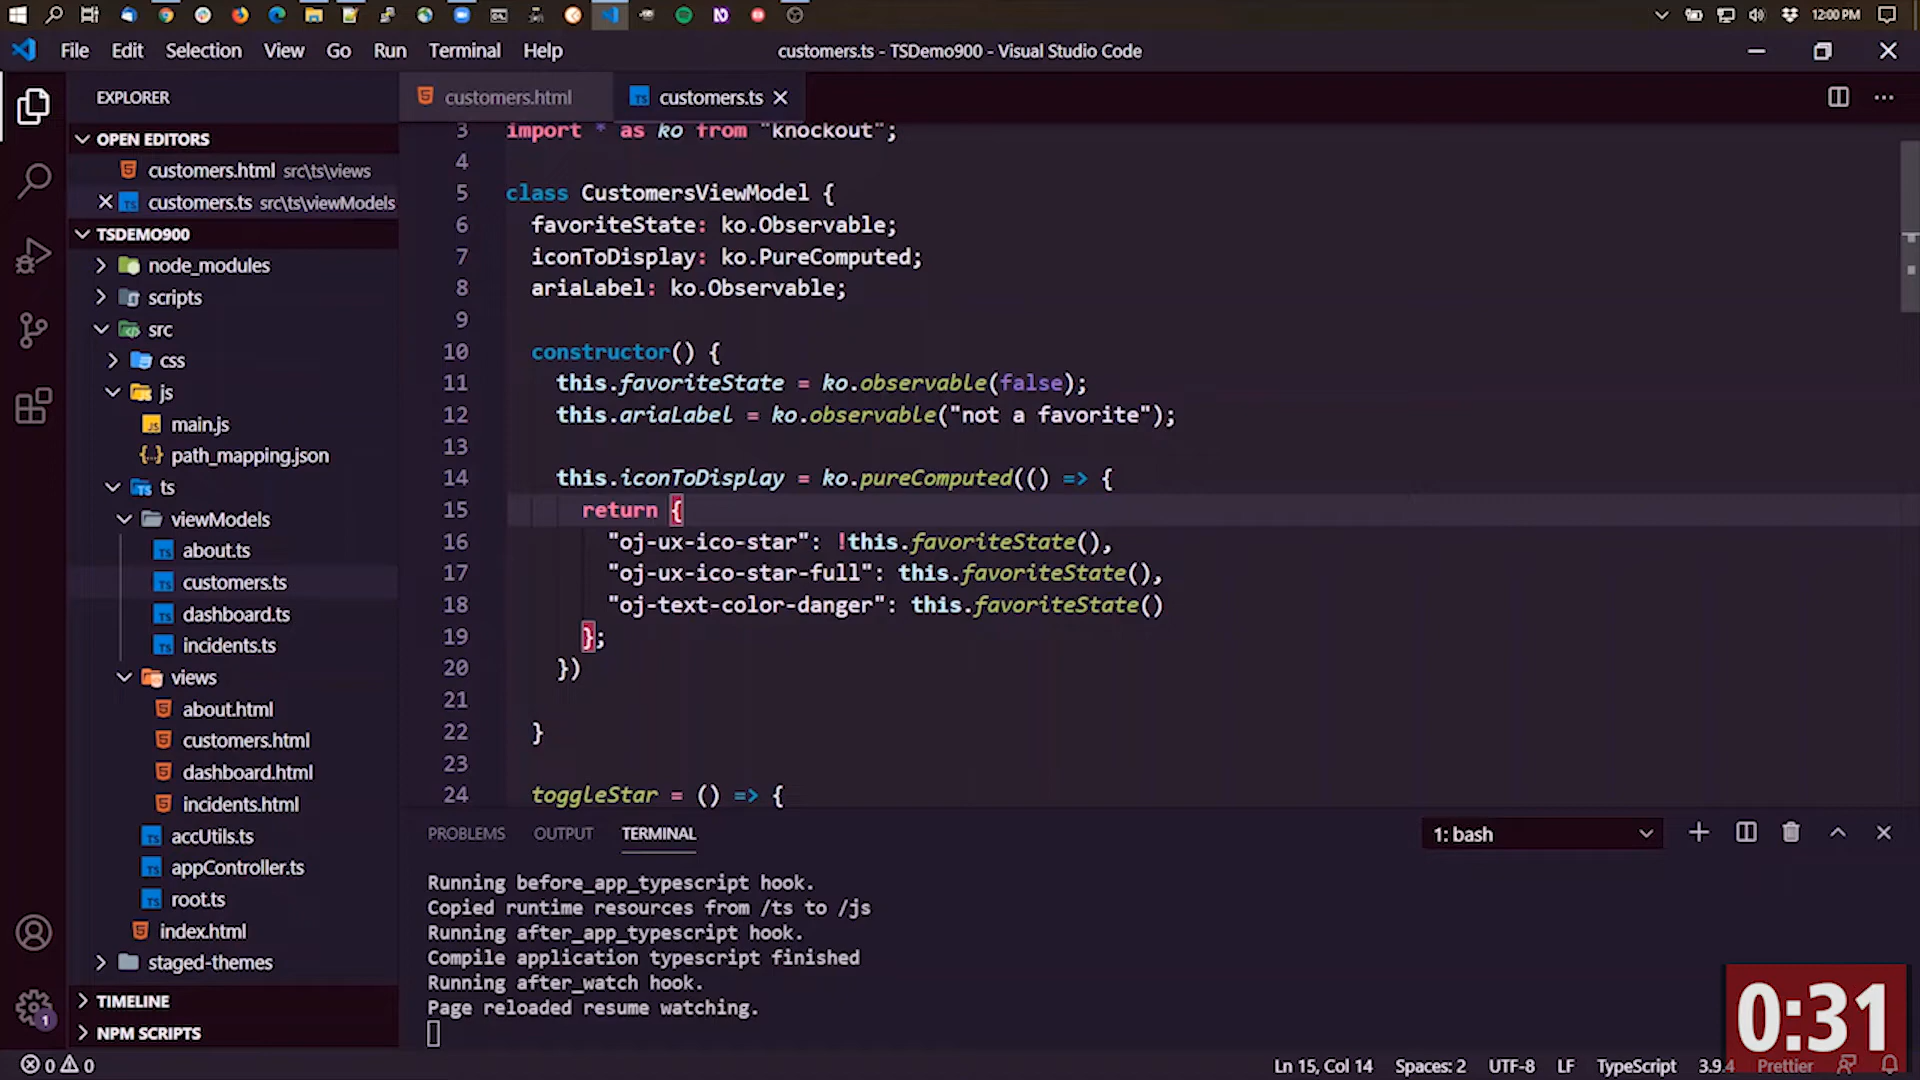 12:00 PM
File Edit Selection View Go Run Terminal Help
customers.ts - TSDemo900 - Visual Studio Code
EXPLORER
OPEN EDITORS
customers.html src\ts\views
customers.ts src\ts\viewModels
TSDEMO900
node_modules
scripts
src
css
js
main.js
path_mapping.json
ts
viewModels
about.ts
customers.ts
dashboard.ts
incidents.ts
views
about.html
customers.html
dashboard.html
incidents.html
accUtils.ts
appController.ts
root.ts
index.html
staged-themes
TIMELINE
NPM SCRIPTS
customers.html customers.ts
3 import * as ko from "knockout";
4
5 class CustomersViewModel {
6 favoriteState: ko.Observable;
7 iconToDisplay: ko.PureComputed;
8 ariaLabel: ko.Observable;
9
10 constructor() {
11 this.favoriteState = ko.observable(false);
12 this.ariaLabel = ko.observable("not a favorite");
13
14 this.iconToDisplay = ko.pureComputed(() => {
15 return {
16 "oj-ux-ico-star": !this.favoriteState(),
17 "oj-ux-ico-star-full": this.favoriteState(),
18 "oj-text-color-danger": this.favoriteState()
19 };
20 })
21
22 }
23
24 toggleStar = () => {
PROBLEMS OUTPUT TERMINAL
1: bash
Running before_app_typescript hook.
Copied runtime resources from /ts to /js
Running after_app_typescript hook.
Compile application typescript finished
Running after_watch hook.
Page reloaded resume watching.
0:31
1
0 0
Ln 15, Col 14 Spaces: 2 UTF-8 LF TypeScript 3.9.4 Prettier